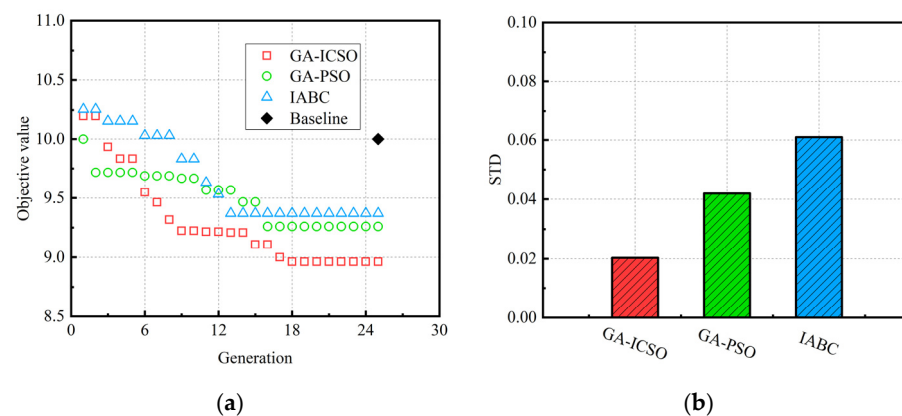 11.0
10.5
10.0
9.5
9.0
8.5
Objective value
0 6 12 18 24 30
Generation
GA-ICSO
GA-PSO
IABC
Baseline
(a)
0.10
0.08
0.06
0.04
0.02
0.00
STD
GA-ICSO GA-PSO IABC
(b)